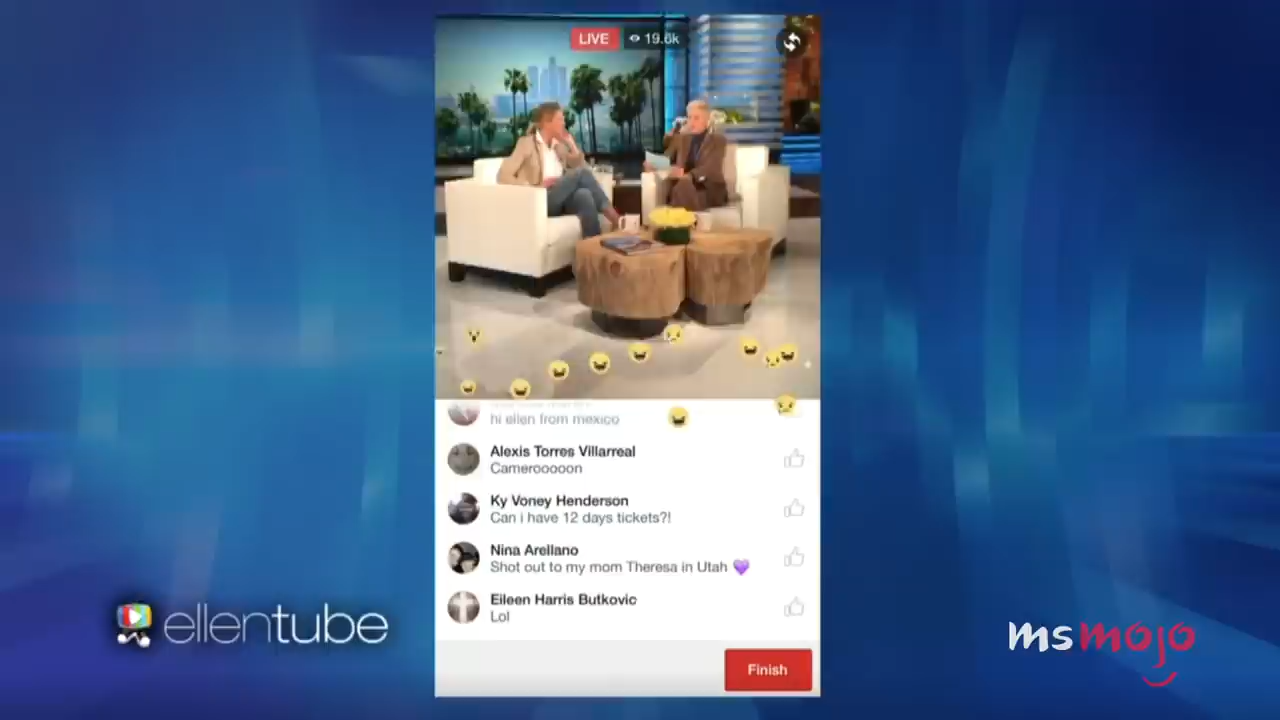 LIVE
19.6k
hi ellen from mexico
Alexis Torres Villarreal
Camerooooon
Ky Voney Henderson
Can i have 12 days tickets?!
Nina Arellano
Shot out to my mom Theresa in Utah
Eileen Harris Butkovic
Lol
Finish
ellentube
msmojo